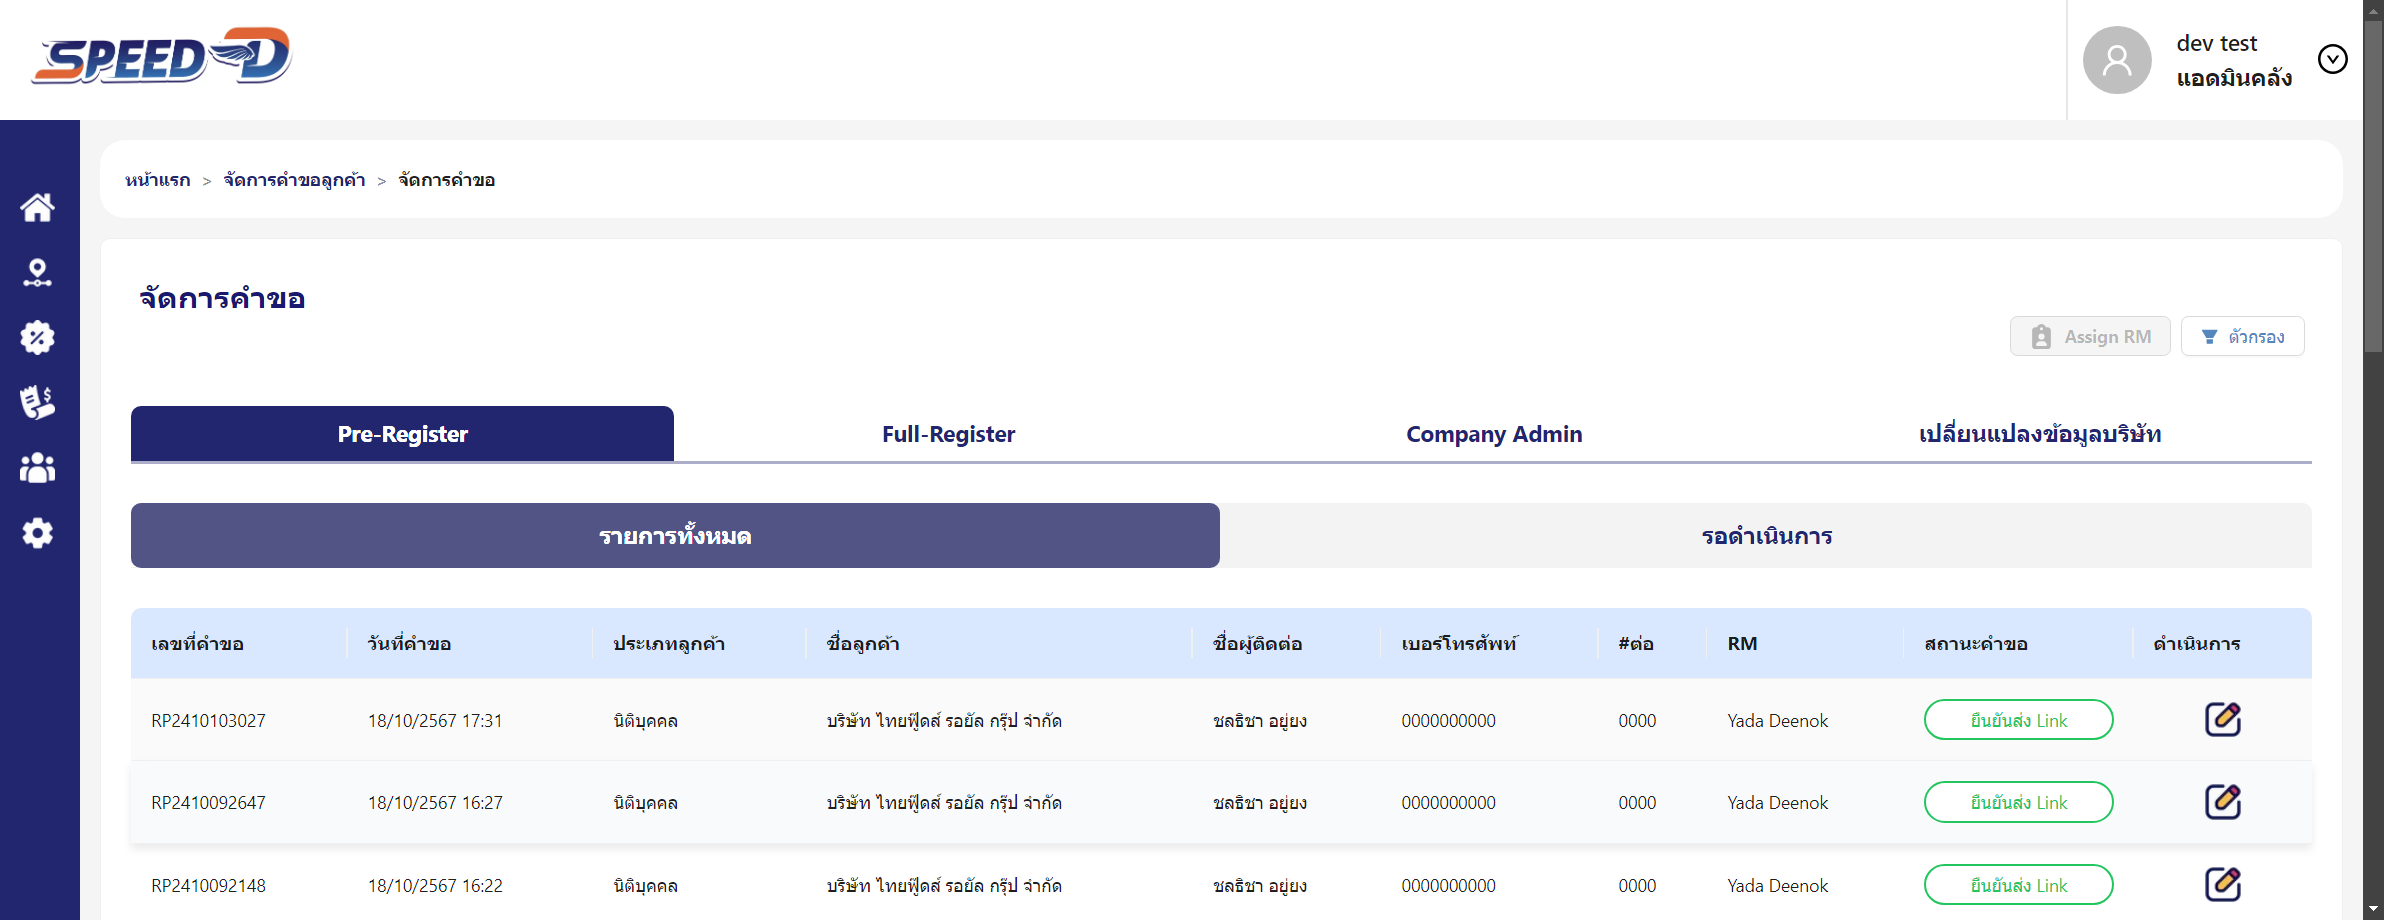 SPEED-D
dev test
แอดมินคลัง
หน้าแรก > จัดการคำขอลูกค้า > จัดการคำขอ
จัดการคำขอ
Assign RM
ตัวกรอง
Pre-Register Full-Register Company Admin เปลี่ยนแปลงข้อมูลบริษัท
รายการทั้งหมด รอดำเนินการ
เลขที่คำขอ วันที่คำขอ ประเภทลูกค้า ชื่อลูกค้า ชื่อผู้ติดต่อ เบอร์โทรศัพท์ #ต่อ RM สถานะคำขอ ดำเนินการ
RP2410103027 18/10/2567 17:31 นิติบุคคล บริษัท ไทยฟู๊ดส์ รอยัล กรุ๊ป จำกัด ชลธิชา อยู่ยง 0000000000 0000 Yada Deenok ยืนยันส่ง Link
RP2410092647 18/10/2567 16:27 นิติบุคคล บริษัท ไทยฟู๊ดส์ รอยัล กรุ๊ป จำกัด ชลธิชา อยู่ยง 0000000000 0000 Yada Deenok ยืนยันส่ง Link
RP2410092148 18/10/2567 16:22 นิติบุคคล บริษัท ไทยฟู๊ดส์ รอยัล กรุ๊ป จำกัด ชลธิชา อยู่ยง 0000000000 0000 Yada Deenok ยืนยันส่ง Link